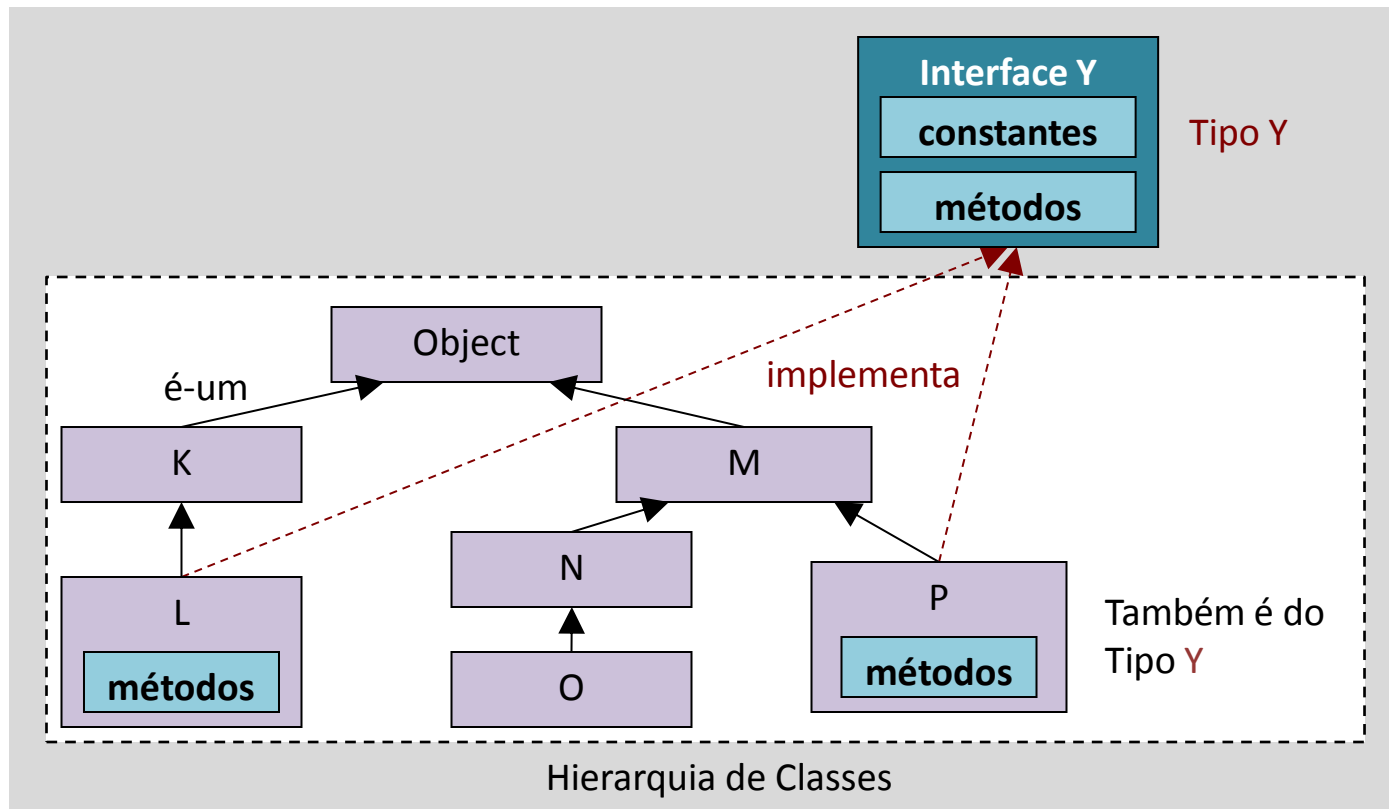 Interface Y
constantes
Tipo Y
métodos
Object
é-um
implementa
K
M
N
L
P
métodos
O
métodos
Também é do
Tipo Y
Hierarquia de Classes